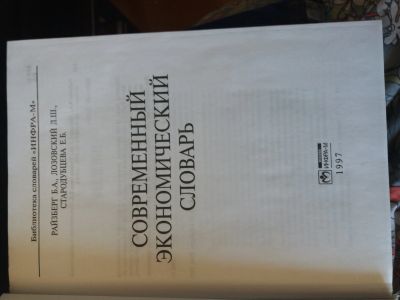 Библиотека словарей «ИНФРА-М»
РАЙЗБЕРГ Б.А., ЛОЗОВСКИЙ Л.Ш.,
СТАРОДУБЦЕВА Е.Б.
СОВРЕМЕННЫЙ
ЭКОНОМИЧЕСКИЙ
СЛОВАРЬ
ИНФРА-М
1997